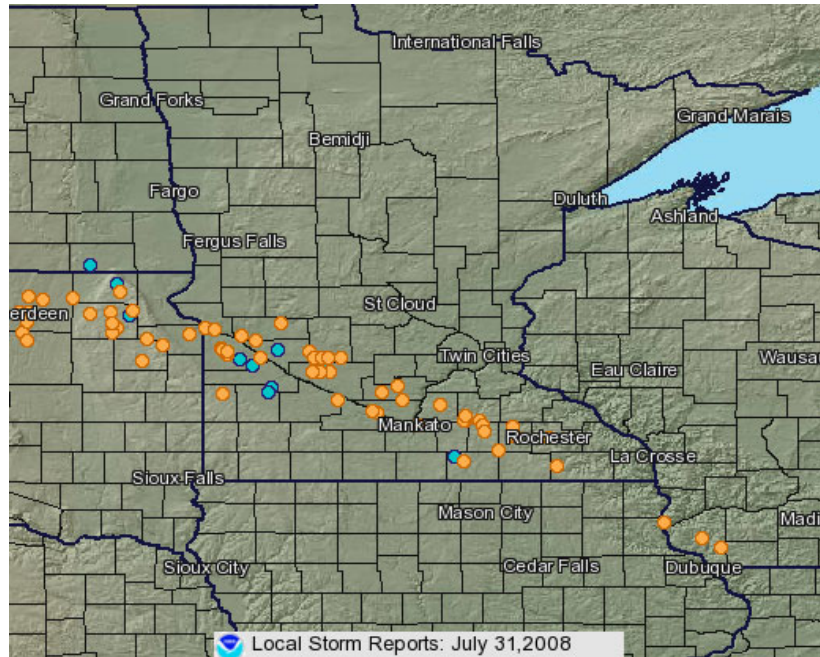 International Falls
Grand Forks
Grand Marais
Bemidji
Fargo
Duluth
Ashland
Fergus Falls
St Cloud
erdeen
Twin Cities
Wausau
Eau Claire
Mankato
Rochester
La Crosse
Sioux Falls
Mason City
Madi
Sioux City
Cedar Falls
Dubuque
Local Storm Reports: July 31,2008